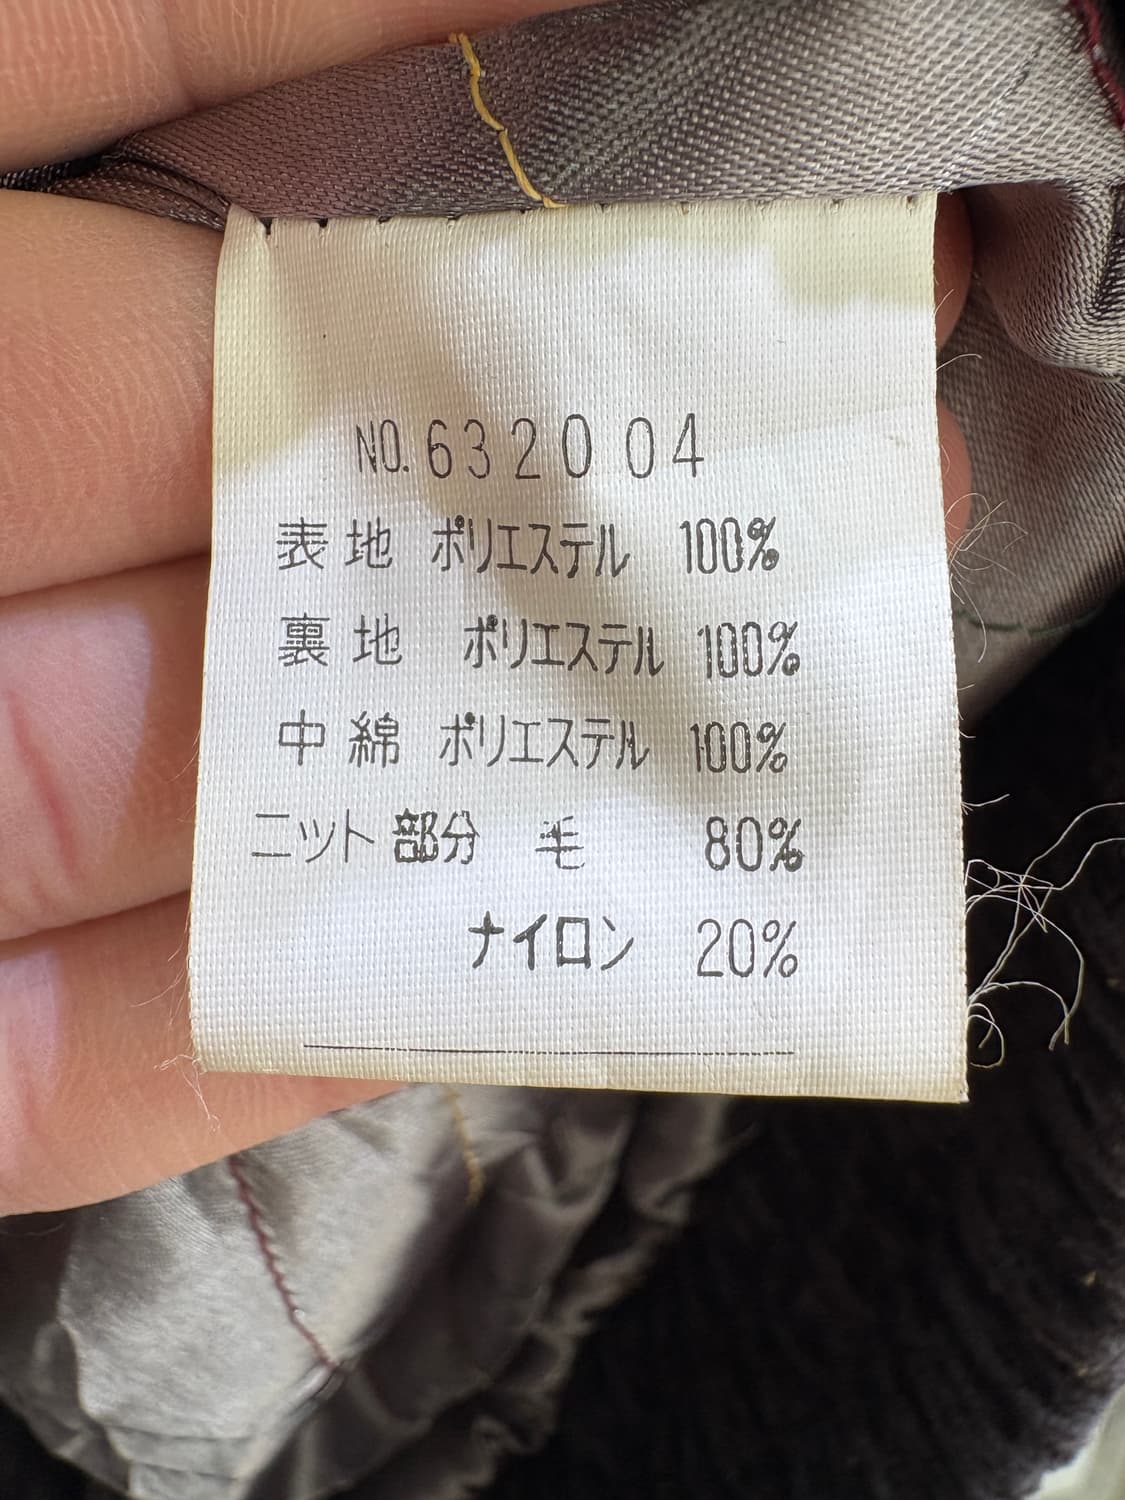 NO.632004
表地 ポリエステル 100%
裏地 ポリエステル 100%
中綿 ポリエステル 100%
ニット部分 毛 80%
ナイロン 20%